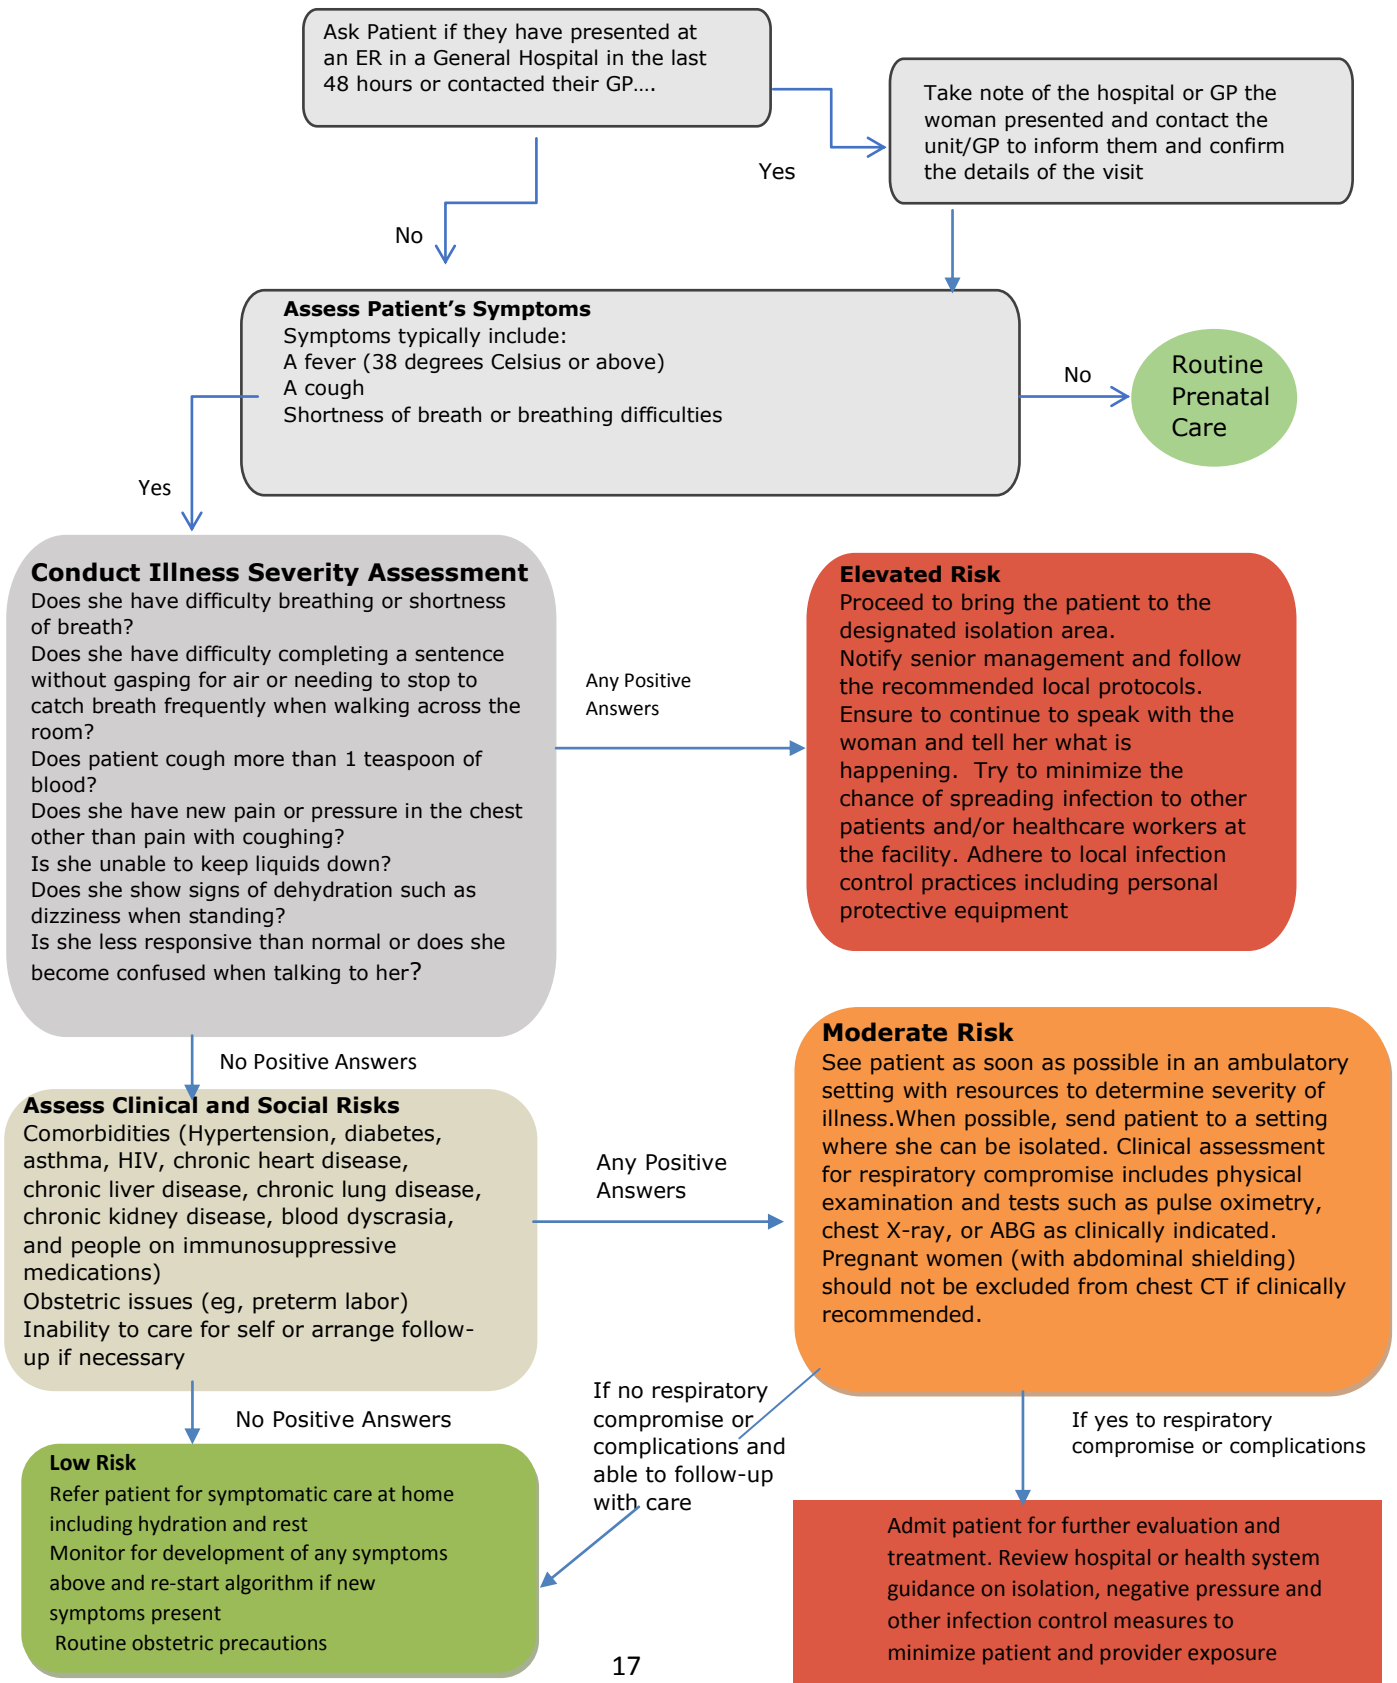 Ask Patient if they have presented at
an ER in a General Hospital in the last
48 hours or contacted their GP….
Take note of the hospital or GP the
woman presented and contact the
unit/GP to inform them and confirm
the details of the visit
Yes
No
Assess Patient’s Symptoms
Symptoms typically include:
A fever (38 degrees Celsius or above)
A cough
Shortness of breath or breathing difficulties
No
Routine
Prenatal
Care
Yes
Conduct Illness Severity Assessment
Does she have difficulty breathing or shortness
of breath?
Does she have difficulty completing a sentence
without gasping for air or needing to stop to
catch breath frequently when walking across the
room?
Does patient cough more than 1 teaspoon of
blood?
Does she have new pain or pressure in the chest
other than pain with coughing?
Is she unable to keep liquids down?
Does she show signs of dehydration such as
dizziness when standing?
Is she less responsive than normal or does she
become confused when talking to her?
Any Positive
Answers
Elevated Risk
Proceed to bring the patient to the
designated isolation area.
Notify senior management and follow
the recommended local protocols.
Ensure to continue to speak with the
woman and tell her what is
happening.  Try to minimize the
chance of spreading infection to other
patients and/or healthcare workers at
the facility. Adhere to local infection
control practices including personal
protective equipment
No Positive Answers
Assess Clinical and Social Risks
Comorbidities (Hypertension, diabetes,
asthma, HIV, chronic heart disease,
chronic liver disease, chronic lung disease,
chronic kidney disease, blood dyscrasia,
and people on immunosuppressive
medications)
Obstetric issues (eg, preterm labor)
Inability to care for self or arrange follow-
up if necessary
Any Positive
Answers
Moderate Risk
See patient as soon as possible in an ambulatory
setting with resources to determine severity of
illness.When possible, send patient to a setting
where she can be isolated. Clinical assessment
for respiratory compromise includes physical
examination and tests such as pulse oximetry,
chest X-ray, or ABG as clinically indicated.
Pregnant women (with abdominal shielding)
should not be excluded from chest CT if clinically
recommended.
No Positive Answers
If no respiratory
compromise or
complications and
able to follow-up
with care
If yes to respiratory
compromise or complications
Low Risk
Refer patient for symptomatic care at home
including hydration and rest
Monitor for development of any symptoms
above and re-start algorithm if new
symptoms present
Routine obstetric precautions
Admit patient for further evaluation and
treatment. Review hospital or health system
guidance on isolation, negative pressure and
other infection control measures to
minimize patient and provider exposure
17